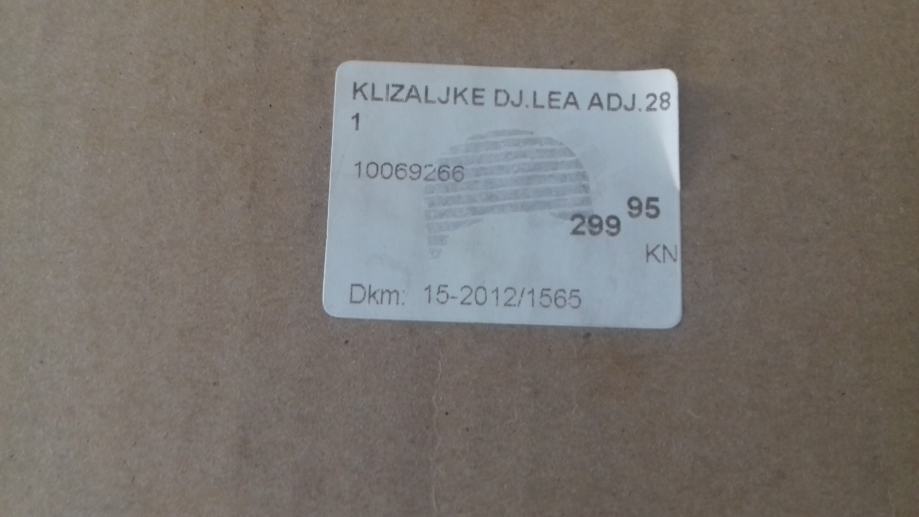 KLIZALJKE DJ.LEA ADJ.28
1
10069266
299 95
KN
Dkm: 15-2012/1565